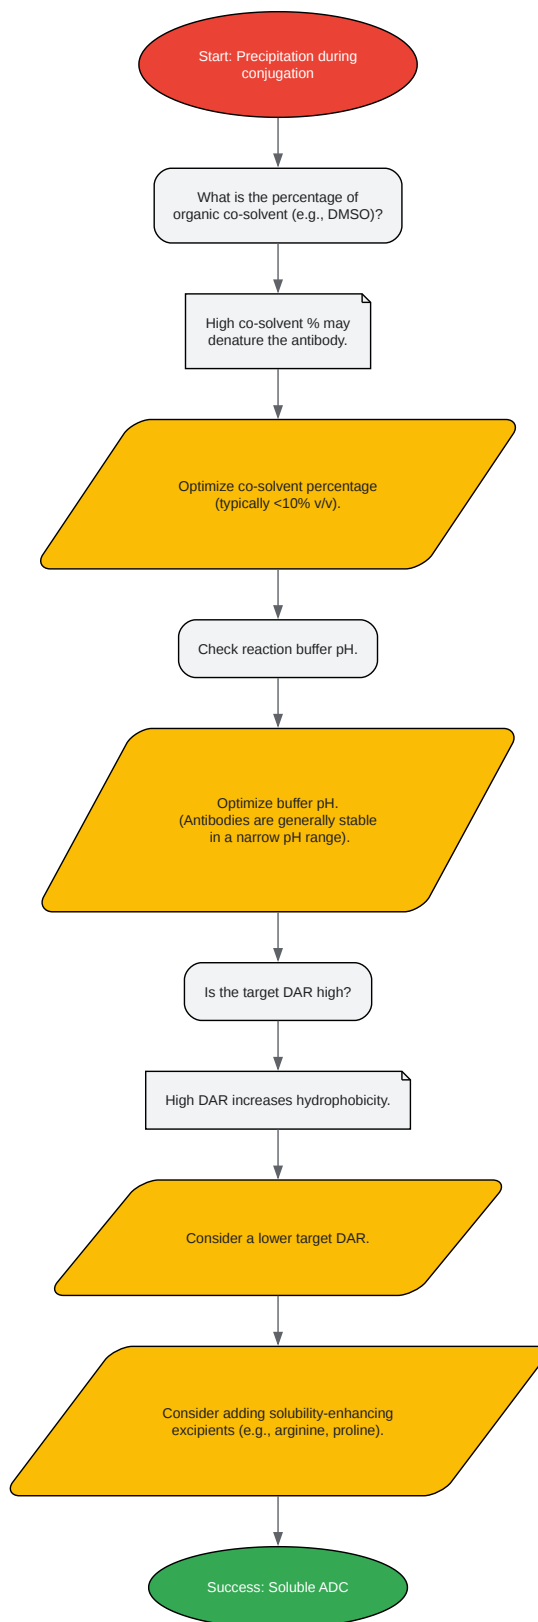 Start: Precipitation during
conjugation
What is the percentage of
organic co-solvent (e.g., DMSO)?
High co-solvent % may
denature the antibody.
Optimize co-solvent percentage
(typically <10% v/v).
Check reaction buffer pH.
Optimize buffer pH.
(Antibodies are generally stable
in a narrow pH range).
Is the target DAR high?
High DAR increases hydrophobicity.
Consider a lower target DAR.
Consider adding solubility-enhancing
excipients (e.g., arginine, proline).
Success: Soluble ADC